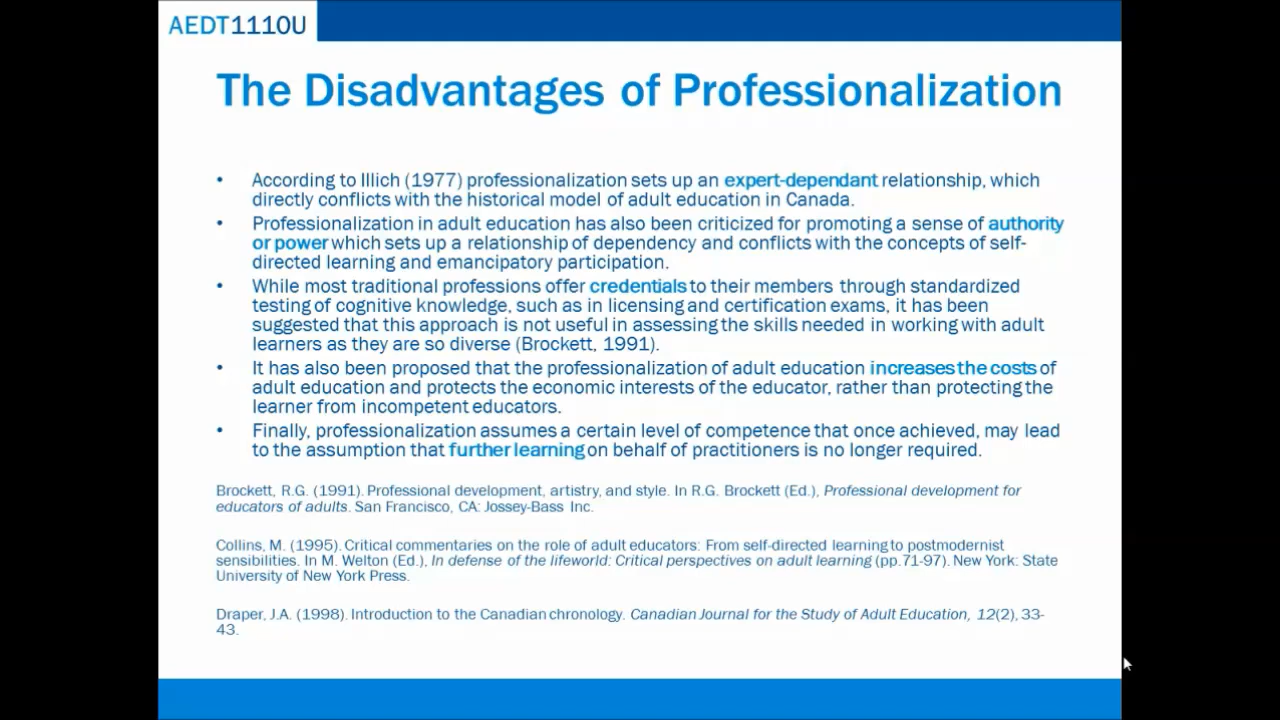 AEDT1110U
The Disadvantages of Professionalization
• According to Illich (1977) professionalization sets up an expert-dependant relationship, which
directly conflicts with the historical model of adult education in Canada.
• Professionalization in adult education has also been criticized for promoting a sense of authority
or power which sets up a relationship of dependency and conflicts with the concepts of self-
directed learning and emancipatory participation.
• While most traditional professions offer credentials to their members through standardized
testing of cognitive knowledge, such as in licensing and certification exams, it has been
suggested that this approach is not useful in assessing the skills needed in working with adult
learners as they are so diverse (Brockett, 1991).
• It has also been proposed that the professionalization of adult education increases the costs of
adult education and protects the economic interests of the educator, rather than protecting the
learner from incompetent educators.
• Finally, professionalization assumes a certain level of competence that once achieved, may lead
to the assumption that further learning on behalf of practitioners is no longer required.
Brockett, R.G. (1991). Professional development, artistry, and style. In R.G. Brockett (Ed.), Professional development for
educators of adults. San Francisco, CA: Jossey-Bass Inc.
Collins, M. (1995). Critical commentaries on the role of adult educators: From self-directed learning to postmodernist
sensibilities. In M. Welton (Ed.), In defense of the lifeworld: Critical perspectives on adult learning (pp.71-97). New York: State
University of New York Press.
Draper, J.A. (1998). Introduction to the Canadian chronology. Canadian Journal for the Study of Adult Education, 12(2), 33-
43.